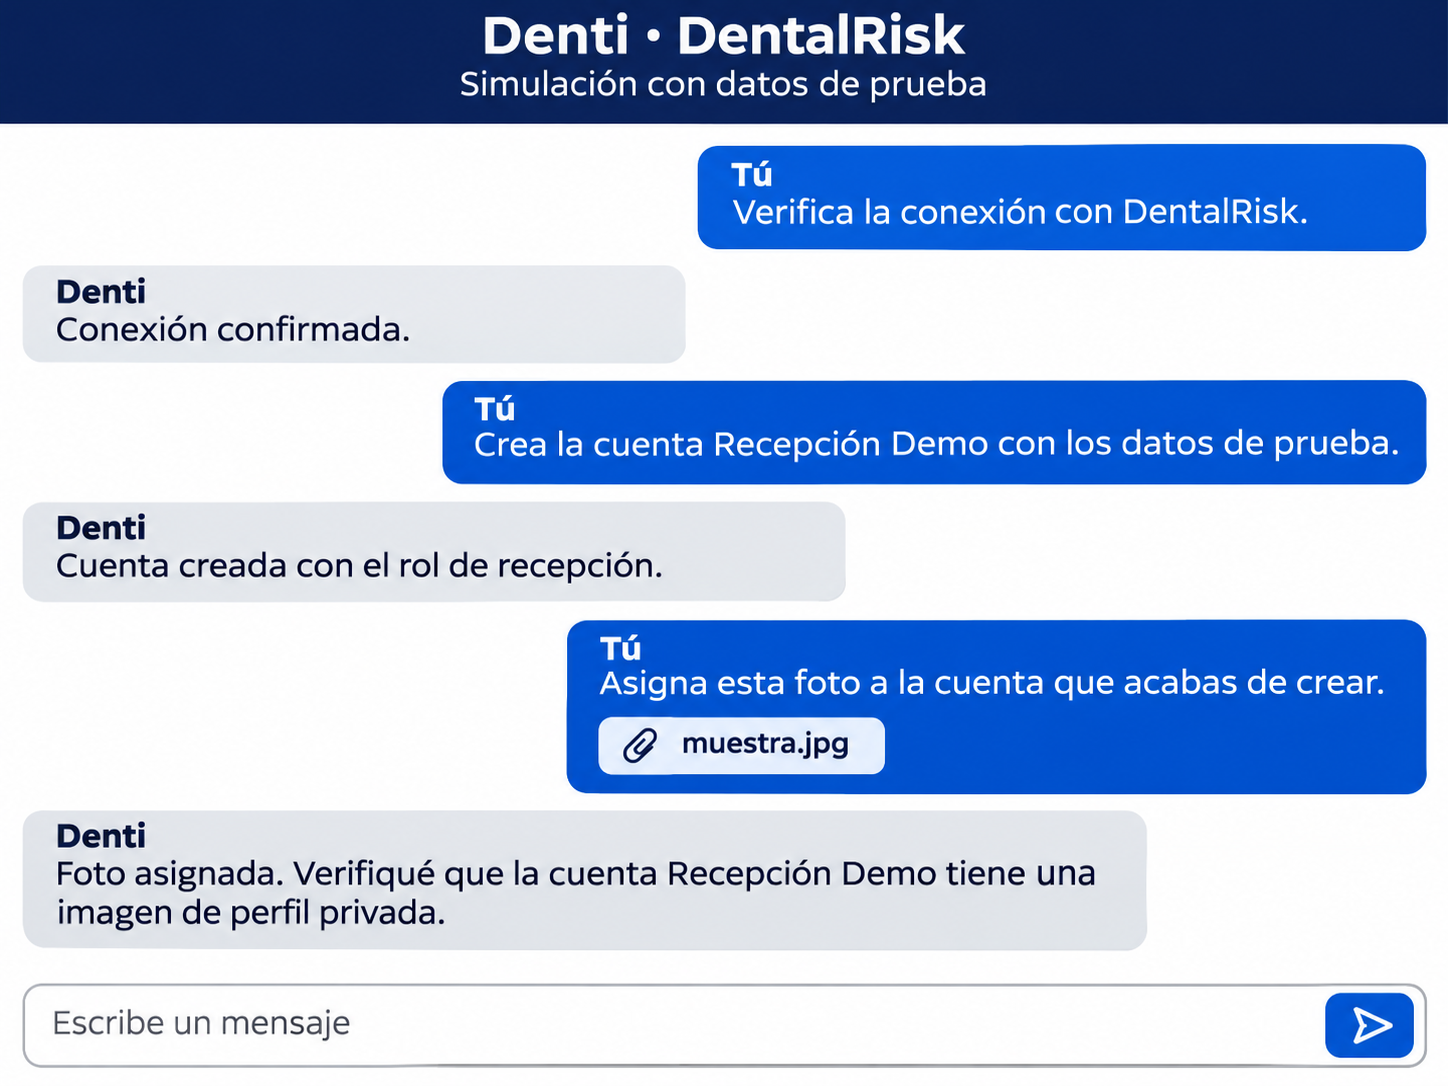 Denti • DentalRisk
Simulación con datos de prueba
Tú
Verifica la conexión con DentalRisk.
Denti
Conexión confirmada.
Tú
Crea la cuenta Recepción Demo con los datos de prueba.
Denti
Cuenta creada con el rol de recepción.
Tú
Asigna esta foto a la cuenta que acabas de crear.
muestra.jpg
Denti
Foto asignada. Verifiqué que la cuenta Recepción Demo tiene una
imagen de perfil privada.
Escribe un mensaje